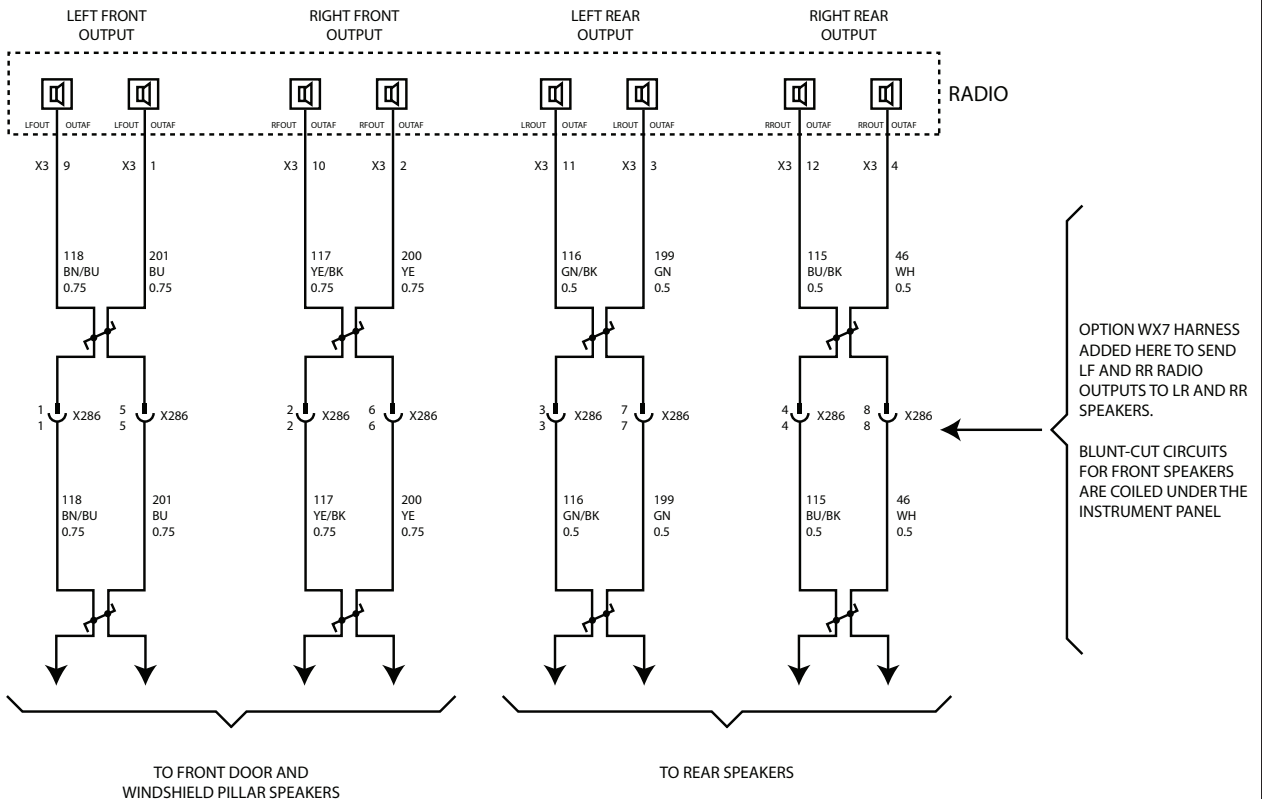 LEFT FRONT
OUTPUT
RIGHT FRONT
OUTPUT
LEFT REAR
OUTPUT
RIGHT REAR
OUTPUT
RADIO
LFOUT OUTAF LFOUT OUTAF RFOUT OUTAF RFOUT OUTAF LROUT OUTAF LROUT OUTAF RROUT OUTAF RROUT OUTAF
X3 9 X3 1 X3 10 X3 2 X3 11 X3 3 X3 12 X3 4
118 201 117 200 116 199 115 46
BN/BU BU YE/BK YE GN/BK GN BU/BK WH
0.75 0.75 0.75 0.75 0.5 0.5 0.5 0.5
1 5 2 6 3 7 4 8
X286 X286 X286 X286 X286 X286 X286 X286
1 5 2 6 3 7 4 8
118 201 117 200 116 199 115 46
BN/BU BU YE/BK YE GN/BK GN BU/BK WH
0.75 0.75 0.75 0.75 0.5 0.5 0.5 0.5
OPTION WX7 HARNESS
ADDED HERE TO SEND
LF AND RR RADIO
OUTPUTS TO LR AND RR
SPEAKERS.
BLUNT-CUT CIRCUITS
FOR FRONT SPEAKERS
ARE COILED UNDER THE
INSTRUMENT PANEL
TO FRONT DOOR AND
WINDSHIELD PILLAR SPEAKERS
TO REAR SPEAKERS